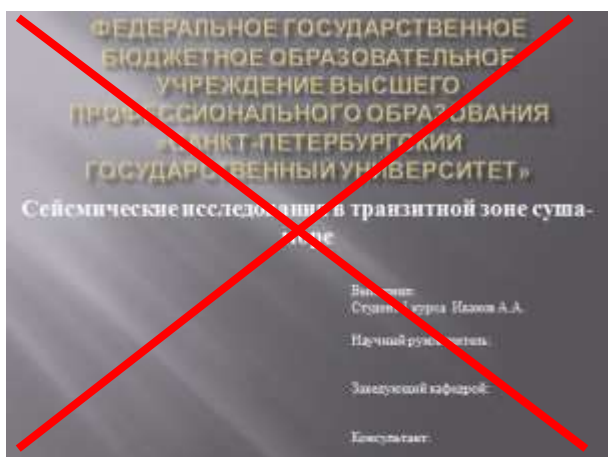 ФЕДЕРАЛЬНОЕ ГОСУДАРСТВЕННОЕ
БЮДЖЕТНОЕ ОБРАЗОВАТЕЛЬНОЕ
УЧРЕЖДЕНИЕ ВЫСШЕГО
ПРОФЕССИОНАЛЬНОГО ОБРАЗОВАНИЯ
«САНКТ-ПЕТЕРБУРГСКИЙ
ГОСУДАРСТВЕННЫЙ УНИВЕРСИТЕТ»
Сейсмические исследования в транзитной зоне суша-
море
Студент курса Иванов А.А.
Научный руководитель:
Заведующий кафедрой:
Консультант: